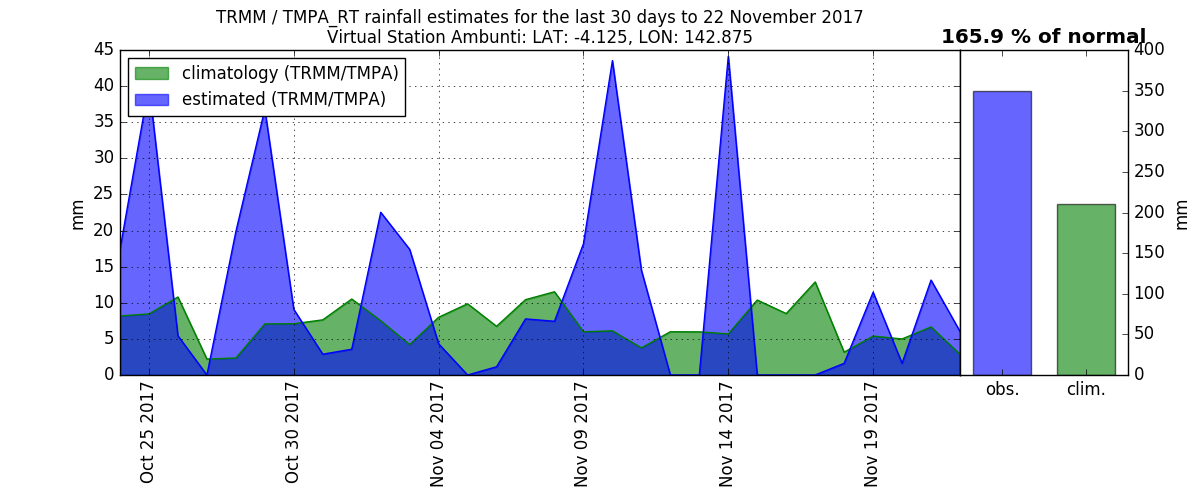 TRMM / TMPA_RT rainfall estimates for the last 30 days to 22 November 2017
Virtual Station Ambunti: LAT: -4.125, LON: 142.875
165.9 % of normal
climatology (TRMM/TMPA)
estimated (TRMM/TMPA)
mm
45
40
35
30
25
20
15
10
5
0
Oct 25 2017
Oct 30 2017
Nov 04 2017
Nov 09 2017
Nov 14 2017
Nov 19 2017
400
350
300
250
200
150
100
50
0
mm
obs.
clim.